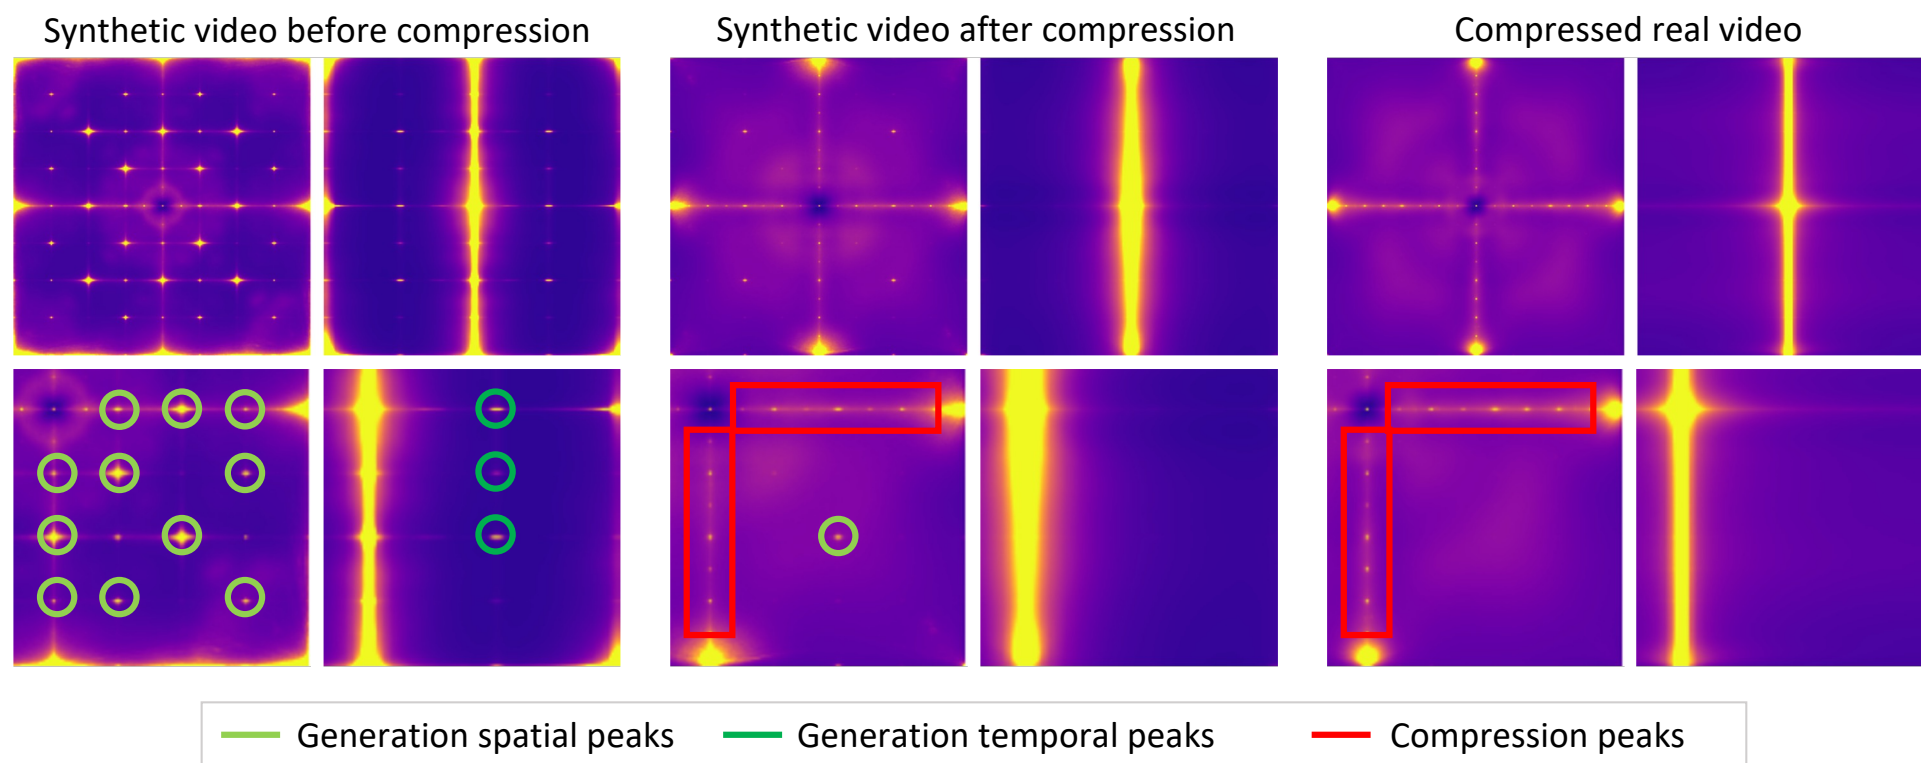 Synthetic video before compression
Synthetic video after compression
Compressed real video
Generation spatial peaks
Generation temporal peaks
Compression peaks